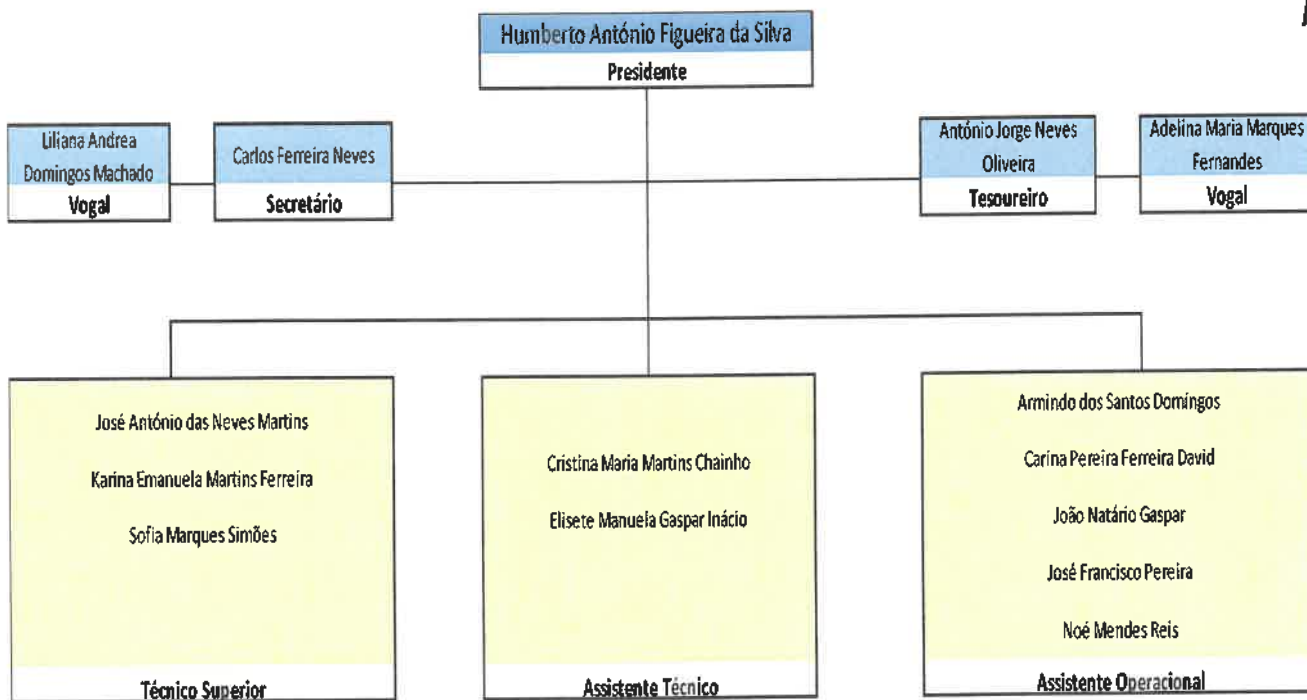 Humberto António Figueira da Silva
Presidente
Liliana Andrea
Domingos Machado
Vogal
Carlos Ferreira Neves
Secretário
António Jorge Neves
Oliveira
Tesoureiro
Adelina Maria Marques
Fernandes
Vogal
José António das Neves Martins
Karina Emanuela Martins Ferreira
Sofia Marques Simões
Técnico Superior
Cristina Maria Martins Chainho
Elisete Manuela Gaspar Inácio
Assistente Técnico
Armindo dos Santos Domingos
Carina Pereira Ferreira David
João Natário Gaspar
José Francisco Pereira
Noé Mendes Reis
Assistente Operacional